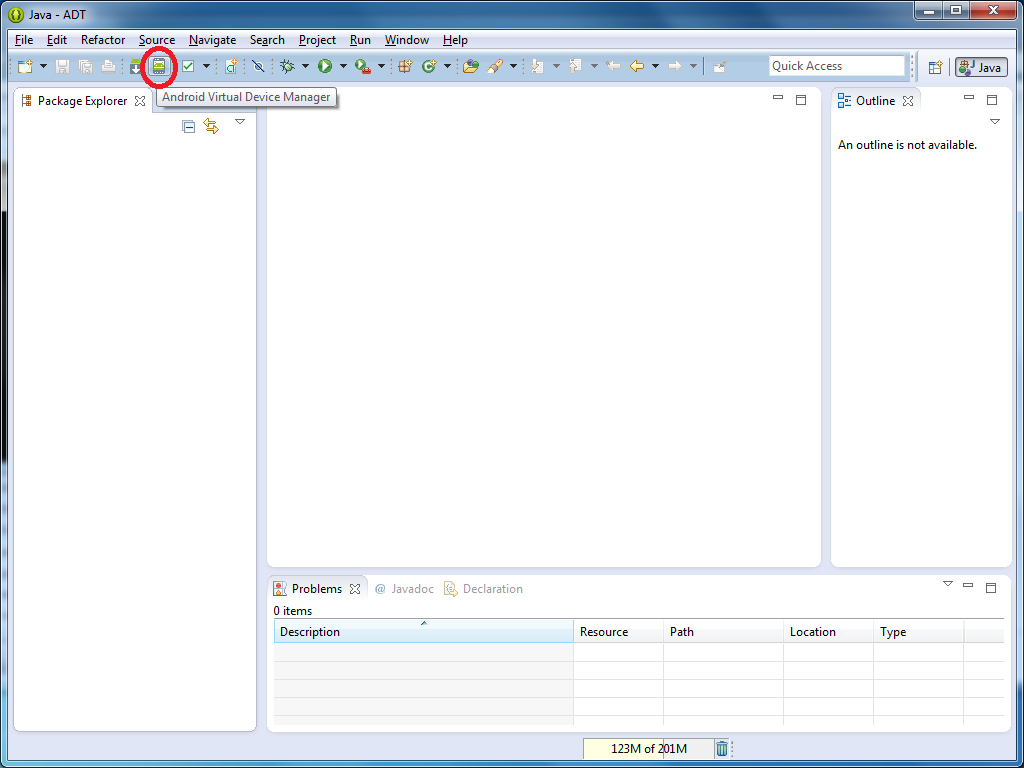 Java - ADT
File Edit Refactor Source Navigate Search Project Run Window Help
Quick Access
Java
Package Explorer
Android Virtual Device Manager
Outline
An outline is not available.
Problems @ Javadoc Declaration
0 items
Description Resource Path Location Type
123M of 201M